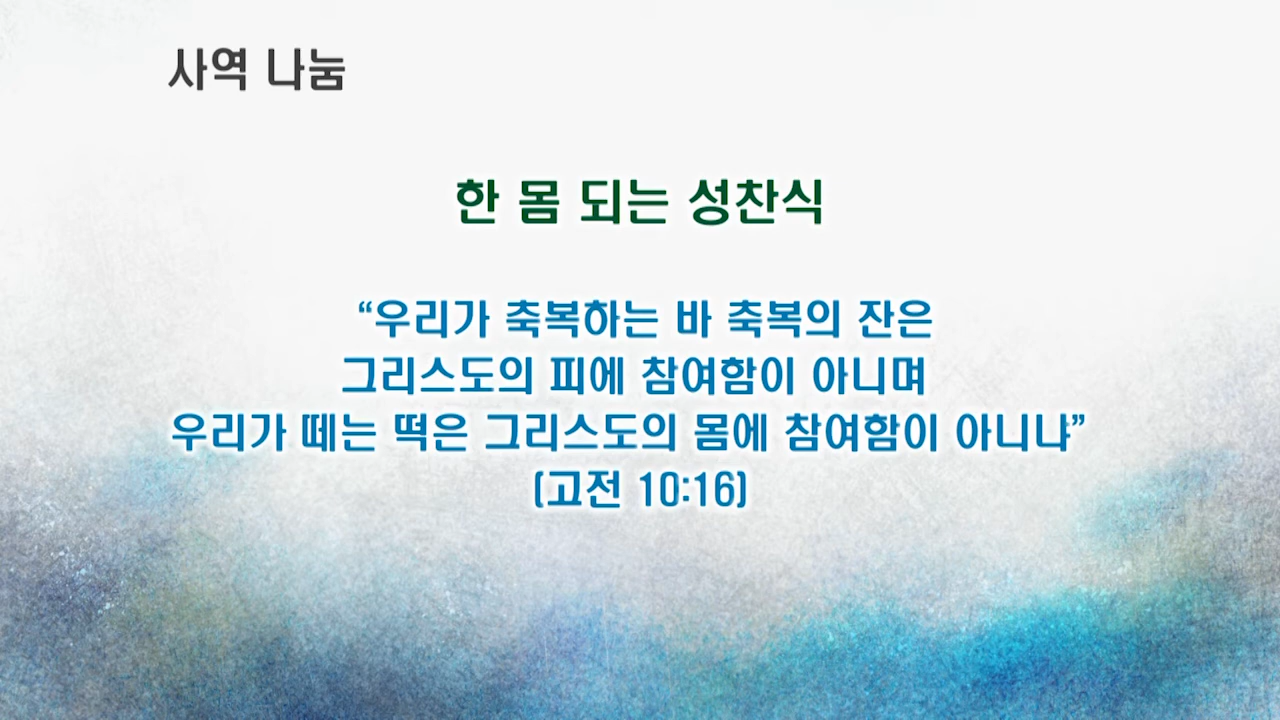 사역 나눔
한 몸 되는 성찬식
“우리가 축복하는 바 축복의 잔은
그리스도의 피에 참여함이 아니며
우리가 떼는 떡은 그리스도의 몸에 참여함이 아니냐”
(고전 10:16)